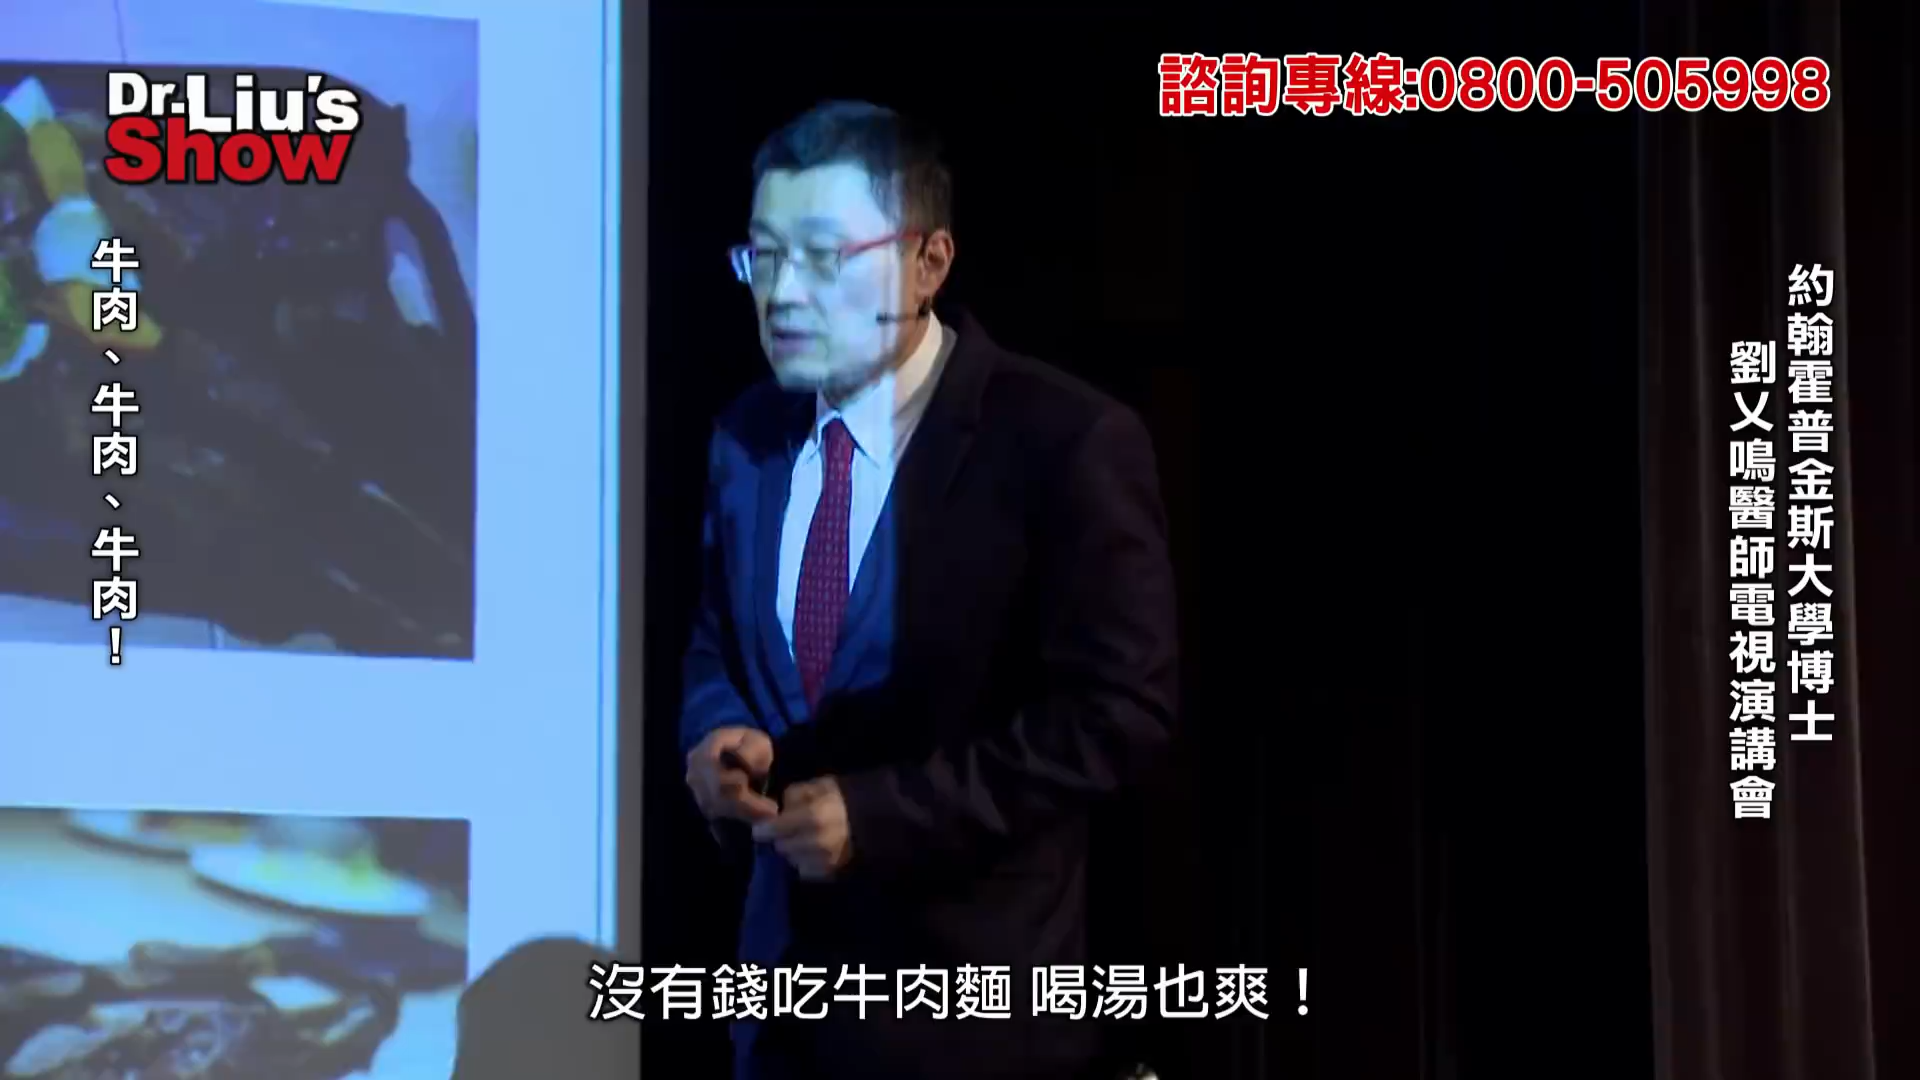 Dr. Liu's
Show
諮詢專線:0800-505998
牛肉、牛肉、牛肉!
約翰霍普金斯大學博士
劉乂鳴醫師電視演講會
沒有錢吃牛肉麵 喝湯也爽！